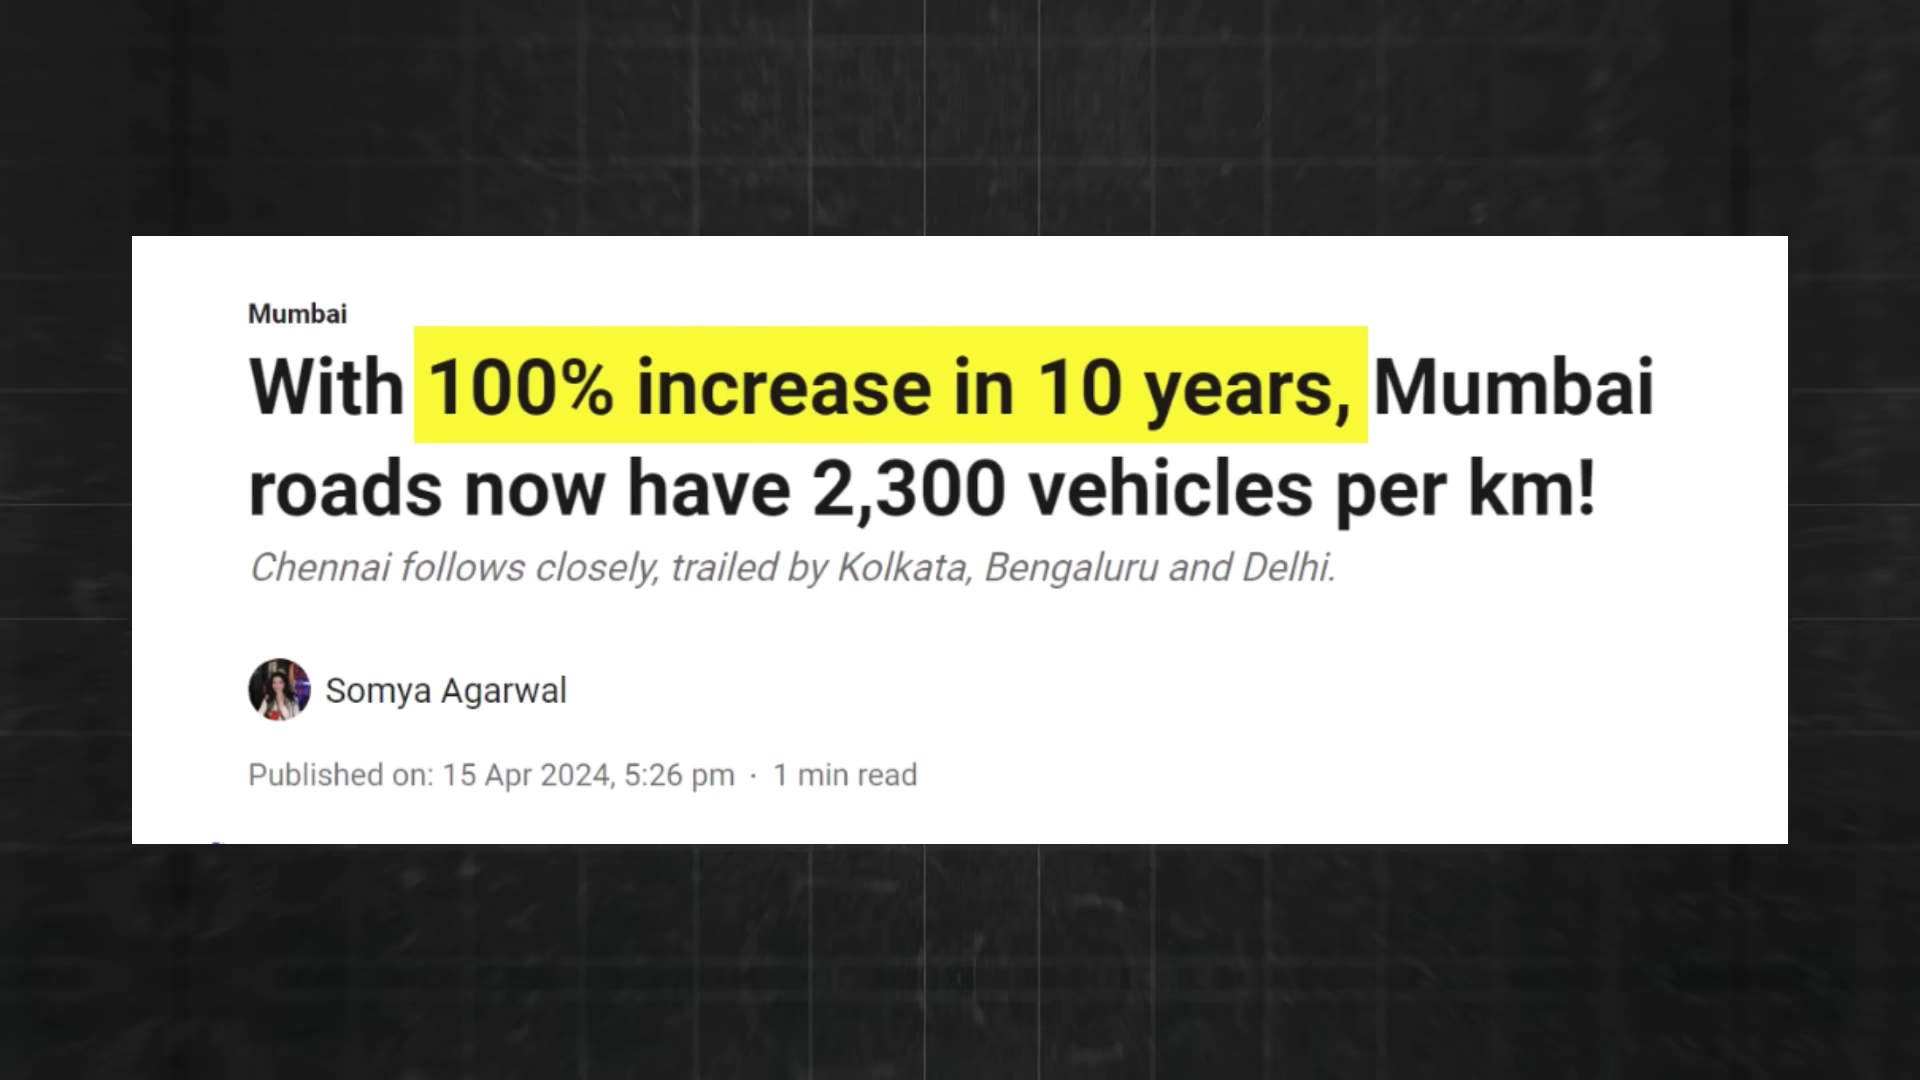 Mumbai
With 100% increase in 10 years, Mumbai
roads now have 2,300 vehicles per km!
Chennai follows closely, trailed by Kolkata, Bengaluru and Delhi.
Somya Agarwal
Published on: 15 Apr 2024, 5:26 pm · 1 min read